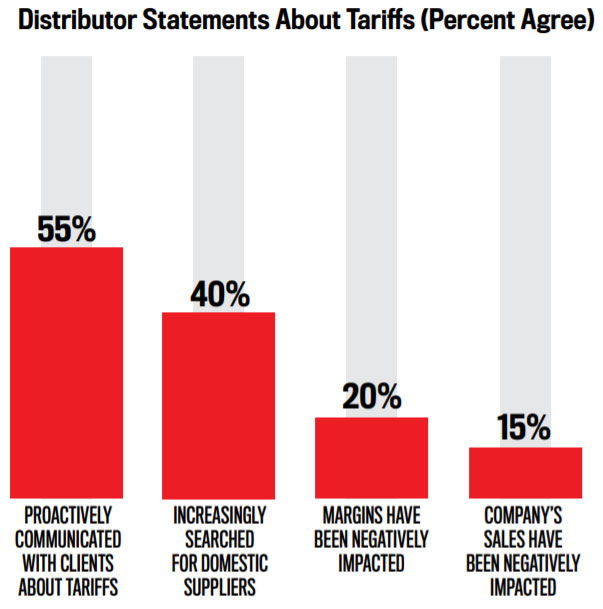 Distributor Statements About Tariffs (Percent Agree)
55%
40%
20%
15%
PROACTIVELY
COMMUNICATED
WITH CLIENTS
ABOUT TARIFFS
INCREASINGLY
SEARCHED
FOR DOMESTIC
SUPPLIERS
MARGINS HAVE
BEEN NEGATIVELY
IMPACTED
COMPANY'S
SALES HAVE
BEEN NEGATIVELY
IMPACTED